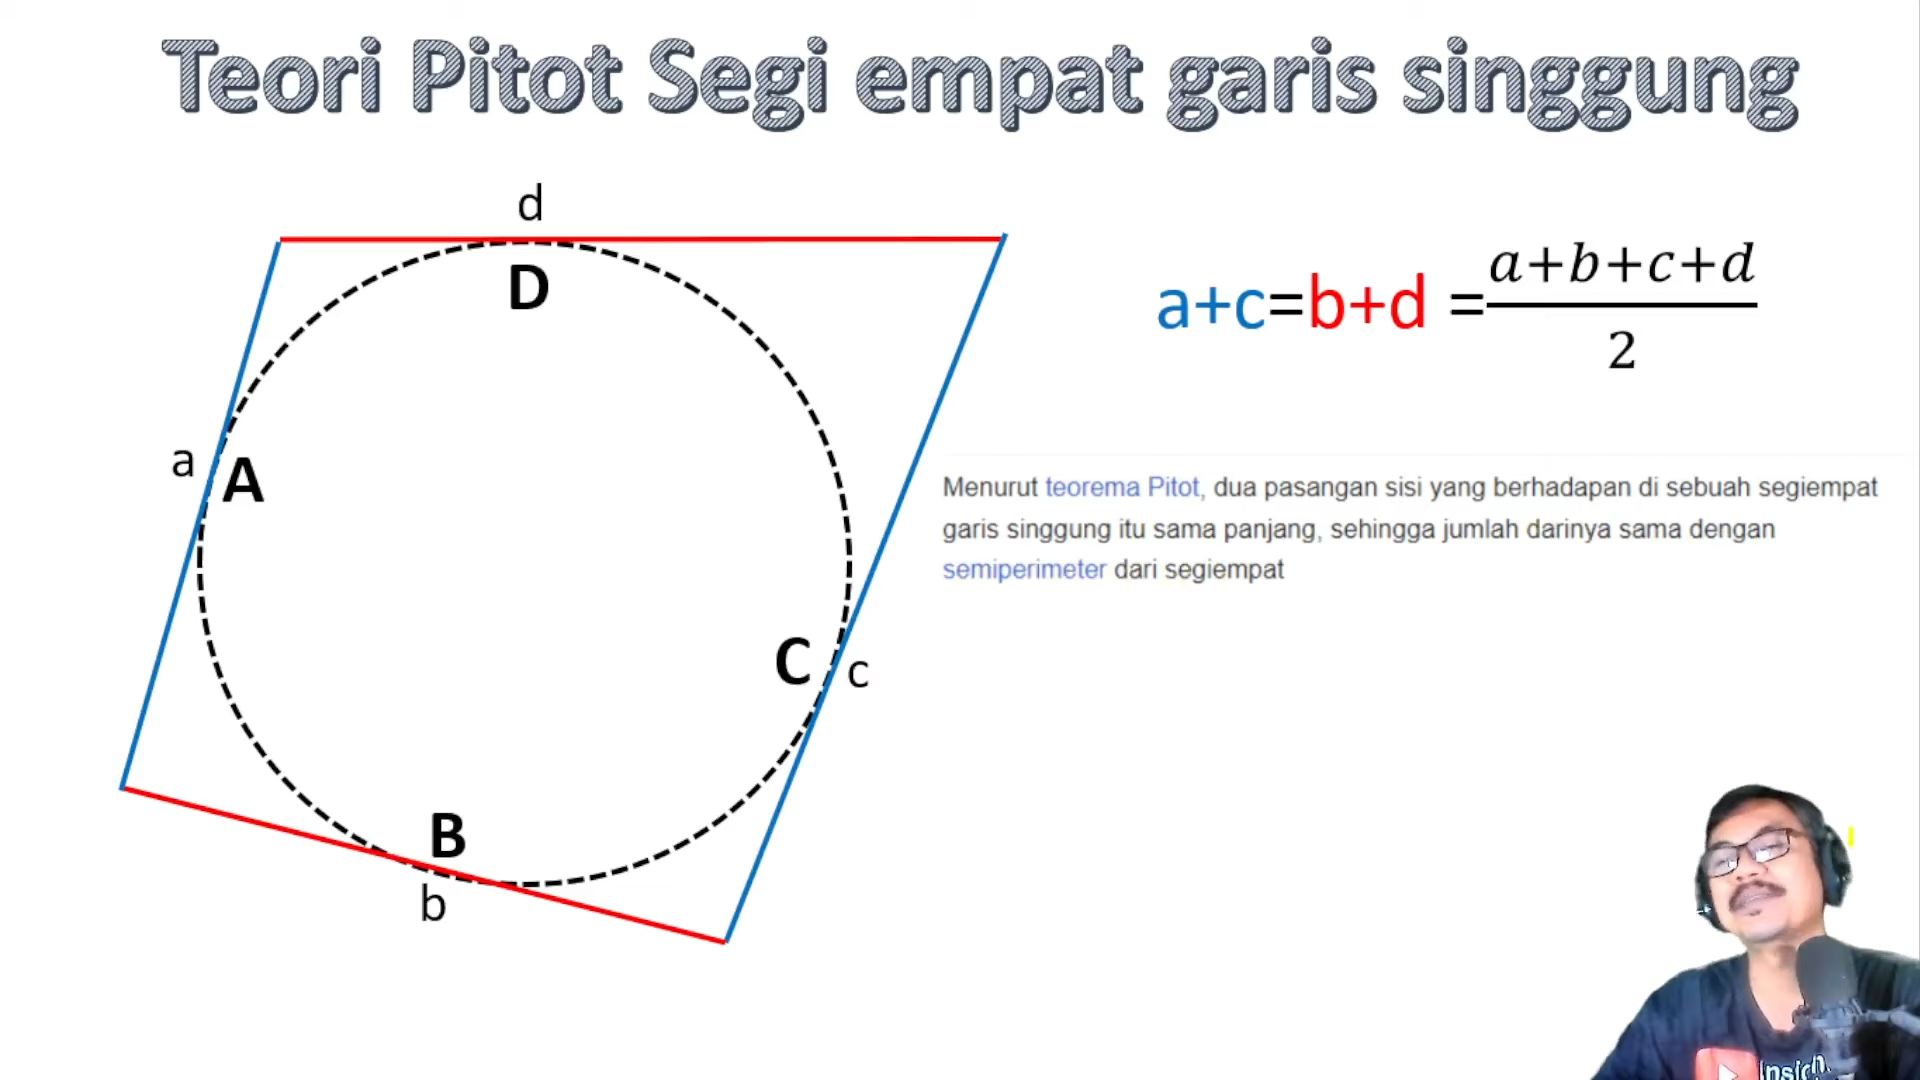 Teori Pitot Segi empat garis singgung
d
D
a+c=b+d =\frac{a+b+c+d}{2}
a
A
Menurut teorema Pitot, dua pasangan sisi yang berhadapan di sebuah segiempat
garis singgung itu sama panjang, sehingga jumlah darinya sama dengan
semiperimeter dari segiempat
C
c
B
b